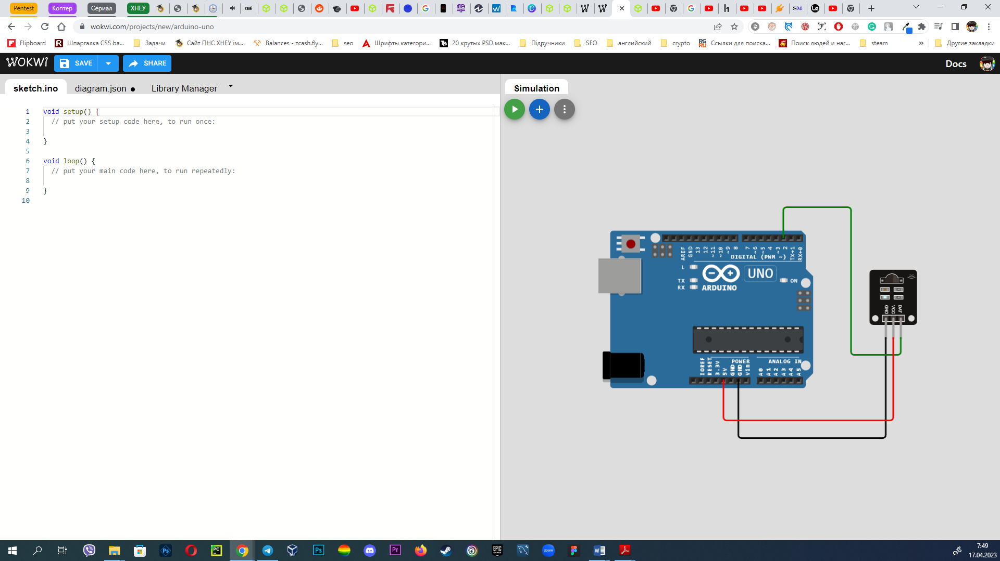 Pentest Коптер Сериал ХНЕУ
wokwi.com/projects/new/arduino-uno
Flipboard Шпаргалка CSS ba... Задачи Сайт ПНС ХНЕУ ім.... Balances - zcash.fly... seo Шрифты категори... 20 крутых PSD мак... Підручники SEO английский crypto Ссылки для поиска... Поиск людей и наг... steam » Другие закладки
WOKWI SAVE SHARE Docs
sketch.ino diagram.json ● Library Manager
Simulation
1 void setup() {
2 // put your setup code here, to run once:
3
4 }
5
6 void loop() {
7 // put your main code here, to run repeatedly:
8
9 }
10
AREF GND 13 12 ~11 ~10 ~9 8 7 ~6 ~5 4 ~3 2 TX→1 RX←0
DIGITAL (PWM ~)
L
UNO
TX
RX
ON
ARDUINO
GND VCC DAT
POWER ANALOG IN
IOREF RESET 3.3V 5V GND GND Vin A0 A1 A2 A3 A4 A5
7:49
17.04.2023